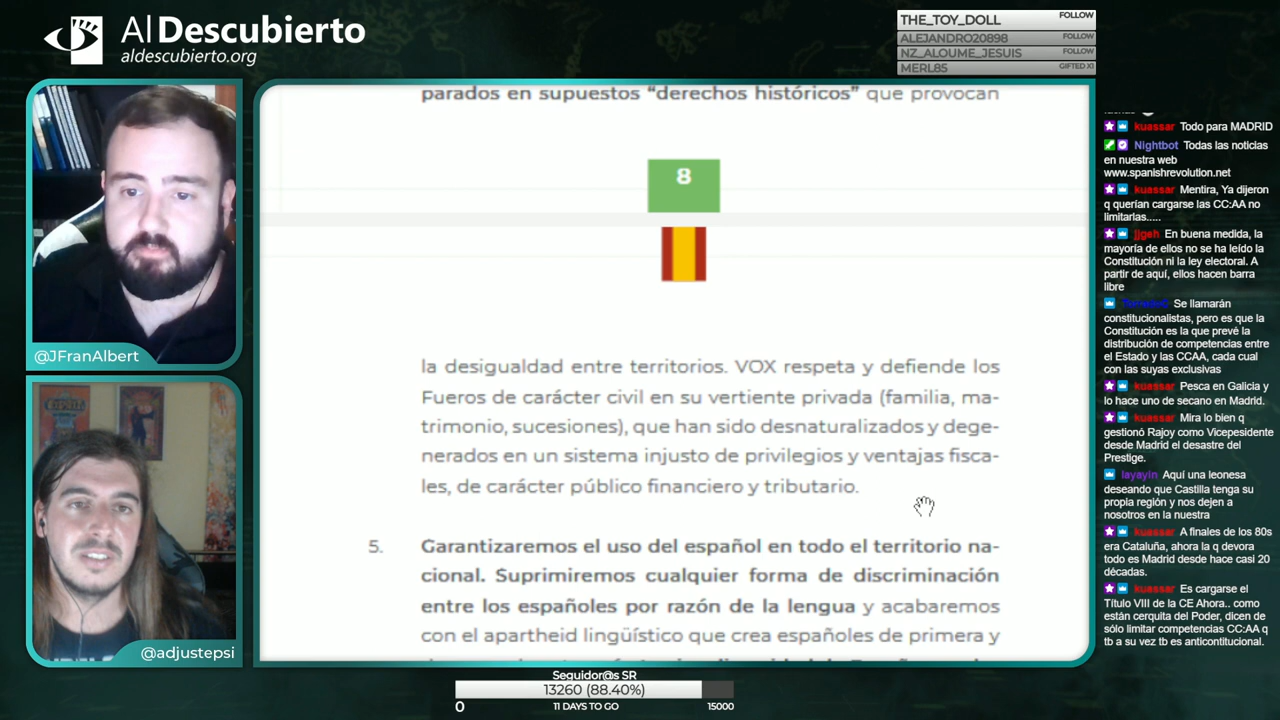 Al Descubierto
aldescubierto.org
THE_TOY_DOLL FOLLOW
ALEJANDRO20898 FOLLOW
NZ_ALOUME_JESUIS FOLLOW
MERL85 GIFTED X1
@JFranAlbert
@adjustepsi
parados en supuestos “derechos históricos” que provocan
8
la desigualdad entre territorios. VOX respeta y defiende los
Fueros de carácter civil en su vertiente privada (familia, ma-
trimonio, sucesiones), que han sido desnaturalizados y dege-
nerados en un sistema injusto de privilegios y ventajas fisca-
les, de carácter público financiero y tributario.
5. Garantizaremos el uso del español en todo el territorio na-
cional. Suprimiremos cualquier forma de discriminación
entre los españoles por razón de la lengua y acabaremos
con el apartheid lingüístico que crea españoles de primera y
kuassar Todo para MADRID
Nightbot Todas las noticias
en nuestra web
www.spanishrevolution.net
kuassar Mentira, Ya dijeron
q querían cargarse las CC:AA no
limitarlas.....
jjgeh En buena medida, la
mayoría de ellos no se ha leído la
Constitución ni la ley electoral. A
partir de aquí, ellos hacen barra
libre
Se llamarán
constitucionalistas, pero es que la
Constitución es la que prevé la
distribución de competencias entre
el Estado y las CCAA, cada cual
con las suyas exclusivas
kuassar Pesca en Galicia y
lo hace uno de secano en Madrid.
kuassar Mira lo bien q
gestionó Rajoy como Vicepesidente
desde Madrid el desastre del
Prestige.
layayin Aquí una leonesa
deseando que Castilla tenga su
propia región y nos dejen a
nosotros en la nuestra
kuassar A finales de los 80s
era Cataluña, ahora la q devora
todo es Madrid desde hace casi 20
décadas.
kuassar Es cargarse el
Título VIII de la CE Ahora.. como
están cerquita del Poder, dicen de
sólo limitar competencias CC:AA q
tb a su vez tb es anticontitucional.
Seguidor@s SR
13260 (88.40%)
0 11 DAYS TO GO 15000